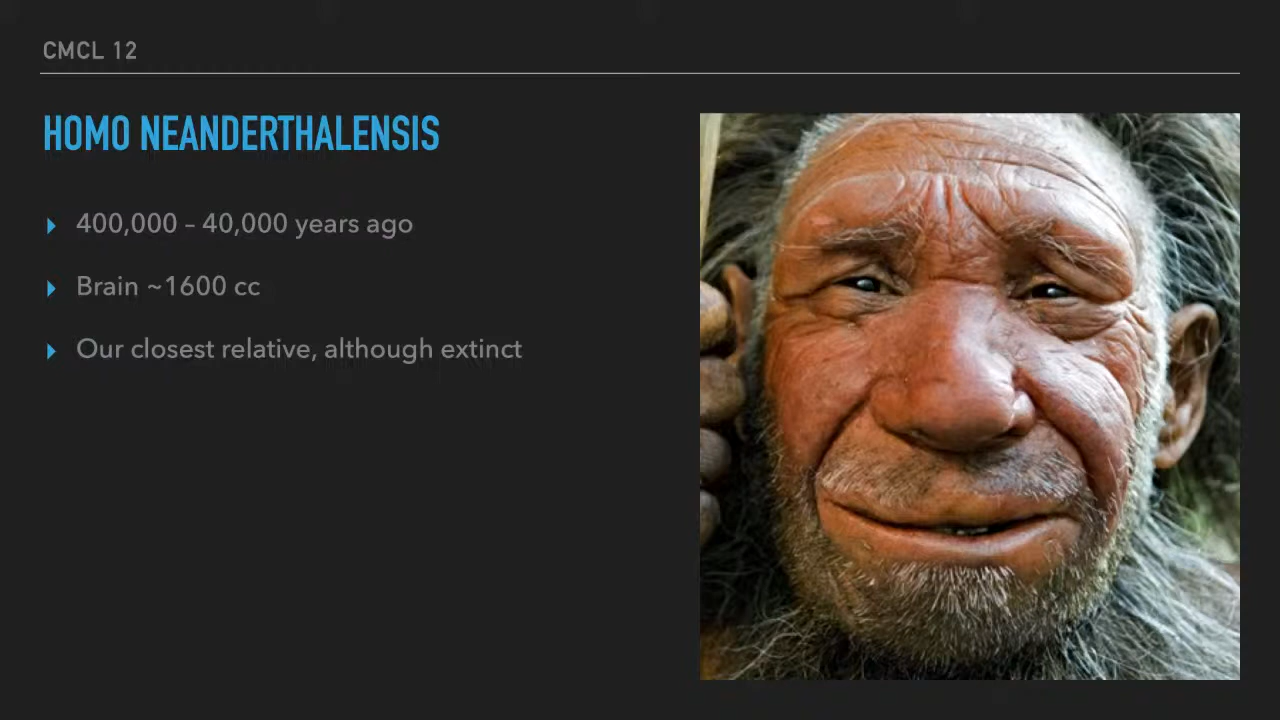 CMCL 12
HOMO NEANDERTHALENSIS
400,000 – 40,000 years ago
Brain ~1600 cc
Our closest relative, although extinct